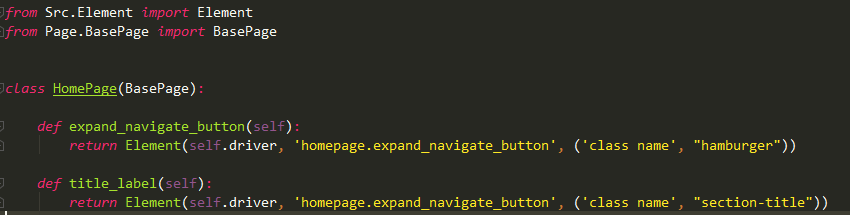 from Src.Element import Element
from Page.BasePage import BasePage
class HomePage(BasePage):
def expand_navigate_button(self):
return Element(self.driver, 'homepage.expand_navigate_button', ('class name', "hamburger"))
def title_label(self):
return Element(self.driver, 'homepage.expand_navigate_button', ('class name', "section-title"))